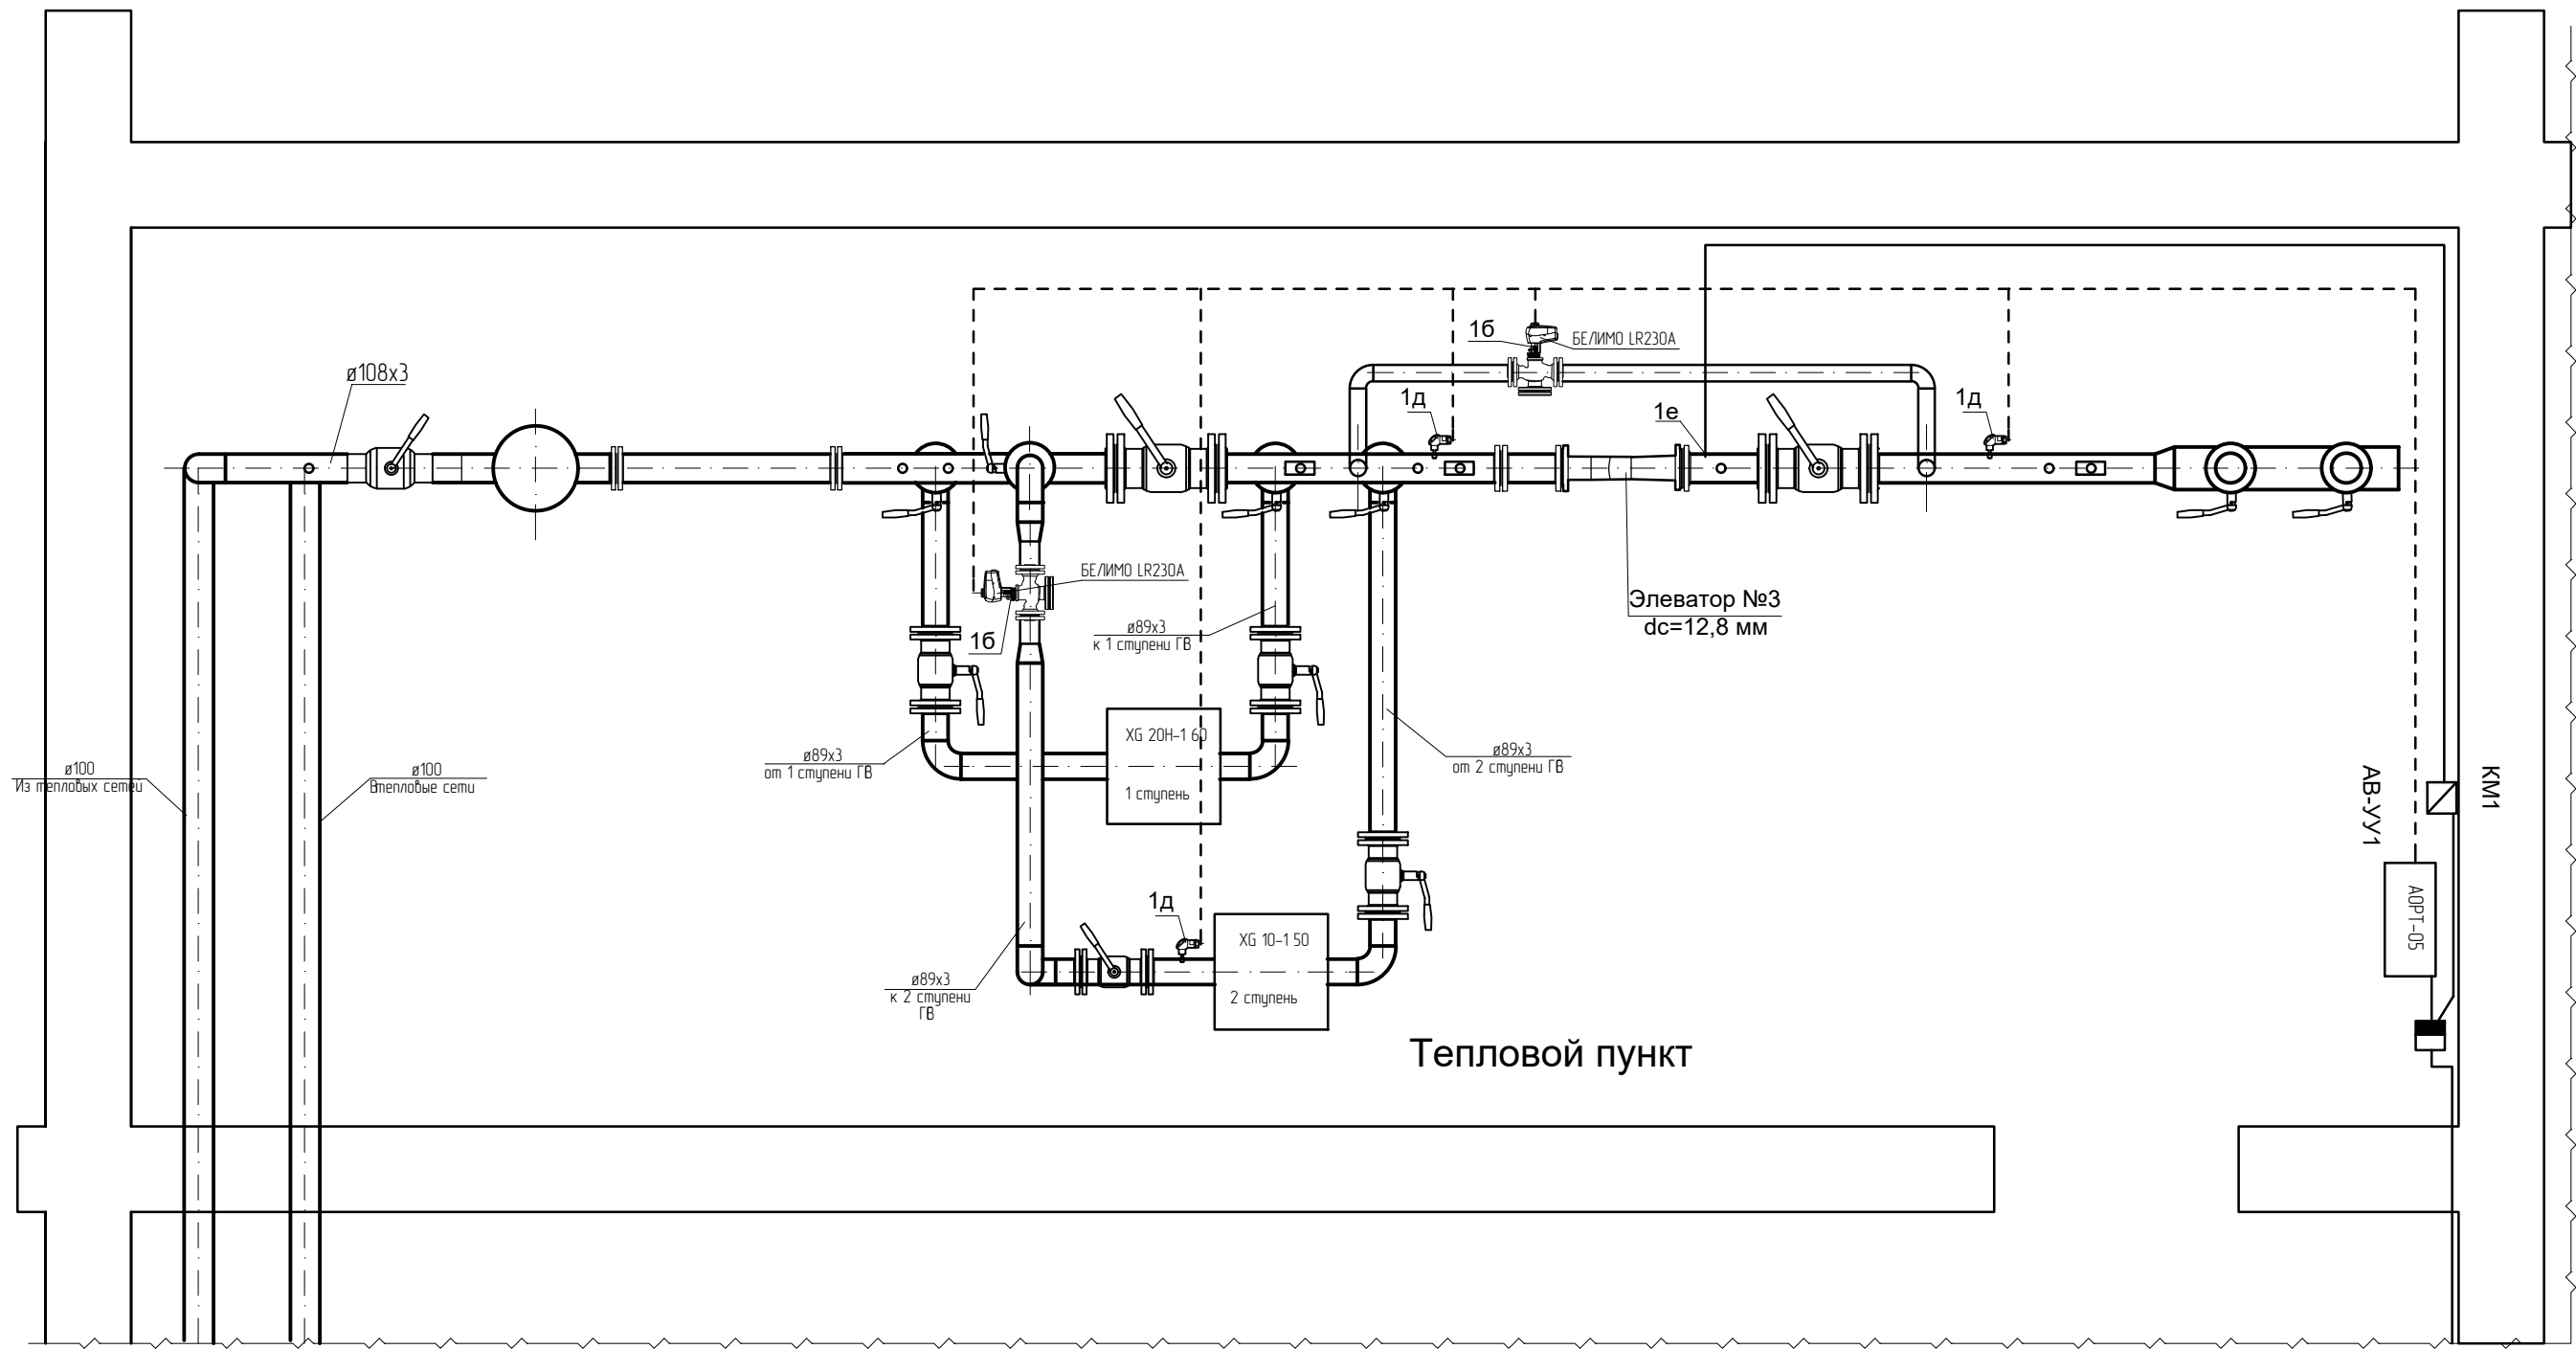 1б
БЕЛИМО LR230A
ø108x3
1д
1е
1д
БЕЛИМО LR230A
1б
ø89x3
к 1 ступени ГВ
Элеватор №3
dc=12,8 мм
XG 20H-1 60
1 ступень
ø89x3
от 1 ступени ГВ
ø89x3
от 2 ступени ГВ
ø100
Из тепловых сетей
ø100
Втепловые сети
АВ-УУ1
КМ1
АОРТ-05
1д
XG 10-1 50
2 ступень
ø89x3
к 2 ступени
ГВ
Тепловой пункт